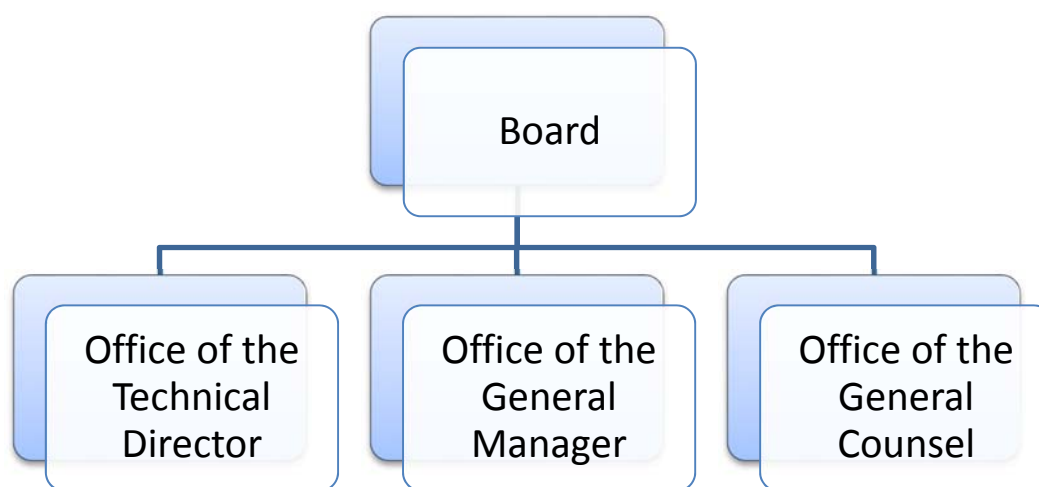 Board
Office of the
Technical
Director
Office of the
General
Manager
Office of the
General
Counsel